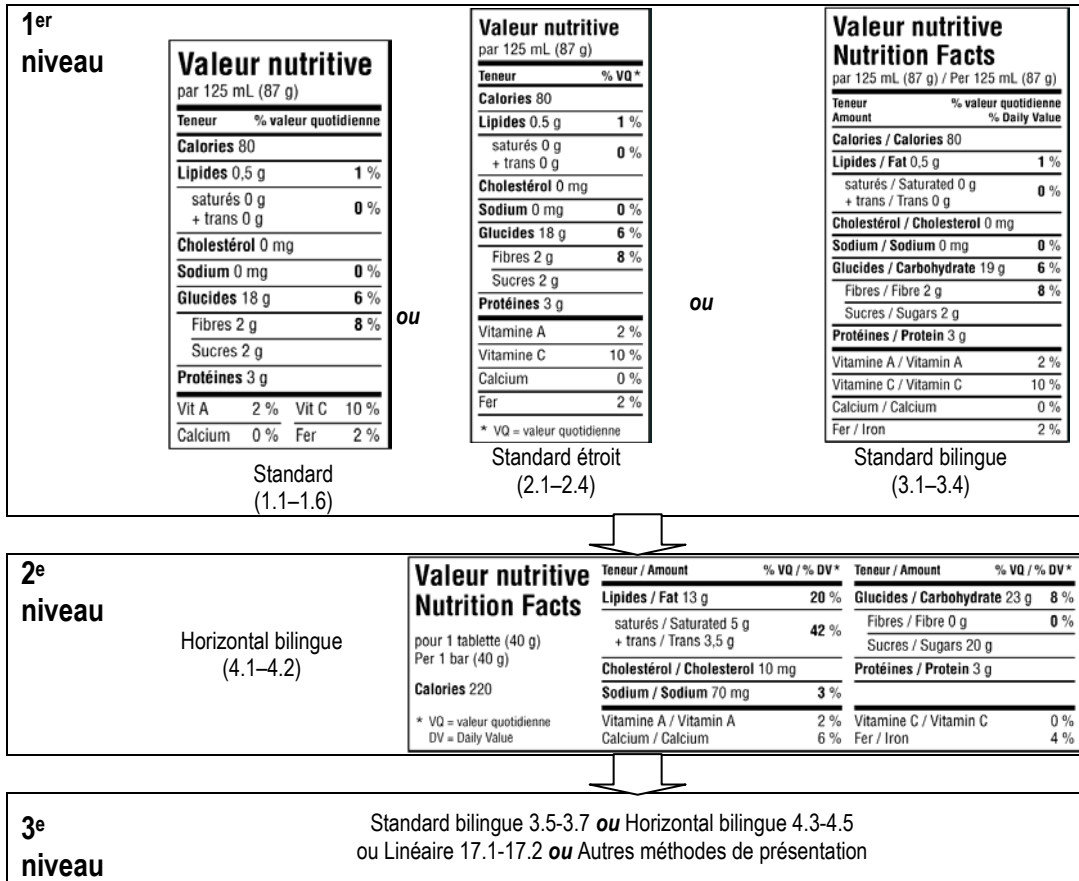 1er
niveau
Valeur nutritive
par 125 mL (87 g)
Teneur % valeur quotidienne
Calories 80
Lipides 0,5 g 1 %
saturés 0 g
+ trans 0 g
0 %
Cholestérol 0 mg
Sodium 0 mg 0 %
Glucides 18 g 6 %
Fibres 2 g 8 %
Sucres 2 g
Protéines 3 g
Vit A 2 % Vit C 10 %
Calcium 0 % Fer 2 %
Standard
(1.1–1.6)
ou
Valeur nutritive
par 125 mL (87 g)
Teneur % VQ *
Calories 80
Lipides 0.5 g 1 %
saturés 0 g
+ trans 0 g
0 %
Cholestérol 0 mg
Sodium 0 mg 0 %
Glucides 18 g 6 %
Fibres 2 g 8 %
Sucres 2 g
Protéines 3 g
Vitamine A 2 %
Vitamine C 10 %
Calcium 0 %
Fer 2 %
* VQ = valeur quotidienne
Standard étroit
(2.1–2.4)
ou
Valeur nutritive
Nutrition Facts
par 125 mL (87 g) / Per 125 mL (87 g)
Teneur % valeur quotidienne
Amount % Daily Value
Calories / Calories 80
Lipides / Fat 0,5 g 1 %
saturés / Saturated 0 g
+ trans / Trans 0 g
0 %
Cholestérol / Cholesterol 0 mg
Sodium / Sodium 0 mg 0 %
Glucides / Carbohydrate 19 g 6 %
Fibres / Fibre 2 g 8 %
Sucres / Sugars 2 g
Protéines / Protein 3 g
Vitamine A / Vitamin A 2 %
Vitamine C / Vitamin C 10 %
Calcium / Calcium 0 %
Fer / Iron 2 %
Standard bilingue
(3.1–3.4)
2e
niveau
Horizontal bilingue
(4.1–4.2)
Valeur nutritive
Nutrition Facts
pour 1 tablette (40 g)
Per 1 bar (40 g)
Calories 220
* VQ = valeur quotidienne
DV = Daily Value
Teneur / Amount % VQ / % DV *
Lipides / Fat 13 g 20 %
saturés / Saturated 5 g
+ trans / Trans 3,5 g
42 %
Cholestérol / Cholesterol 10 mg
Sodium / Sodium 70 mg 3 %
Vitamine A / Vitamin A 2 %
Calcium / Calcium 6 %
Teneur / Amount % VQ / % DV *
Glucides / Carbohydrate 23 g 8 %
Fibres / Fibre 0 g 0 %
Sucres / Sugars 20 g
Protéines / Protein 3 g
Vitamine C / Vitamin C 0 %
Fer / Iron 4 %
3e
niveau
Standard bilingue 3.5-3.7 ou Horizontal bilingue 4.3-4.5
ou Linéaire 17.1-17.2 ou Autres méthodes de présentation